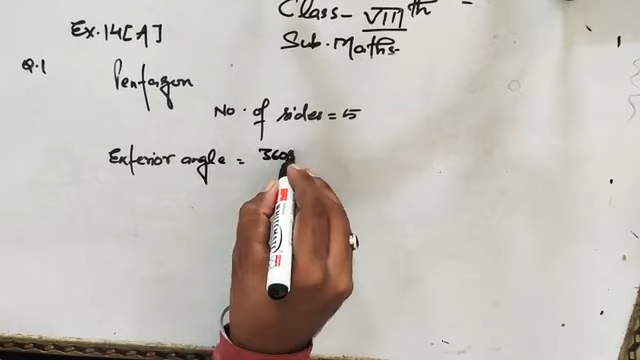 Class- VIIIth
Sub. Maths-
Ex. 14[A]
Q.1 Pentagon
No. of sides = 5
Exterior angle = 360